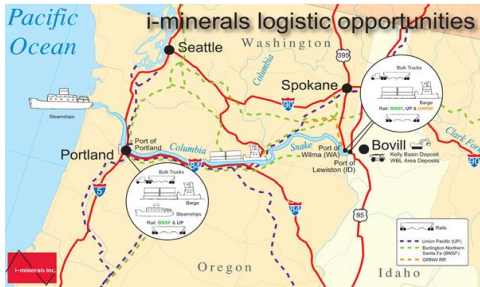 i-minerals logistic opportunities
Pacific
Ocean
Seattle
Washington
395
Columbia
Spokane
Bulk Trucks
Barge
Rail: BNSF, UP & GNRW
90
Steamships
Port of
Portland
Portland
Columbia
84
Snake
Port of
Wilma (WA)
Port of
Lewiston (ID)
Bovill
Kelly Basin Deposit
WBL Area Deposits
Clark Fork
90
5
Bulk Trucks
Barge
Steamships
Rail: BNSF & UP
84
95
Rails
Union Pacific (UP)
Burlington Northern
Santa Fe (BNSF)
GRNW RR
i-minerals inc.
Oregon
Idaho